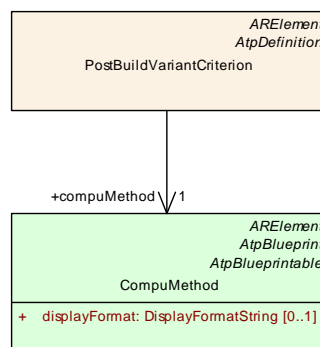 ARElement
AtpDefinition
PostBuildVariantCriterion
+compuMethod 1
ARElement
AtpBlueprint
AtpBlueprintable
CompuMethod
+ displayFormat: DisplayFormatString [0..1]